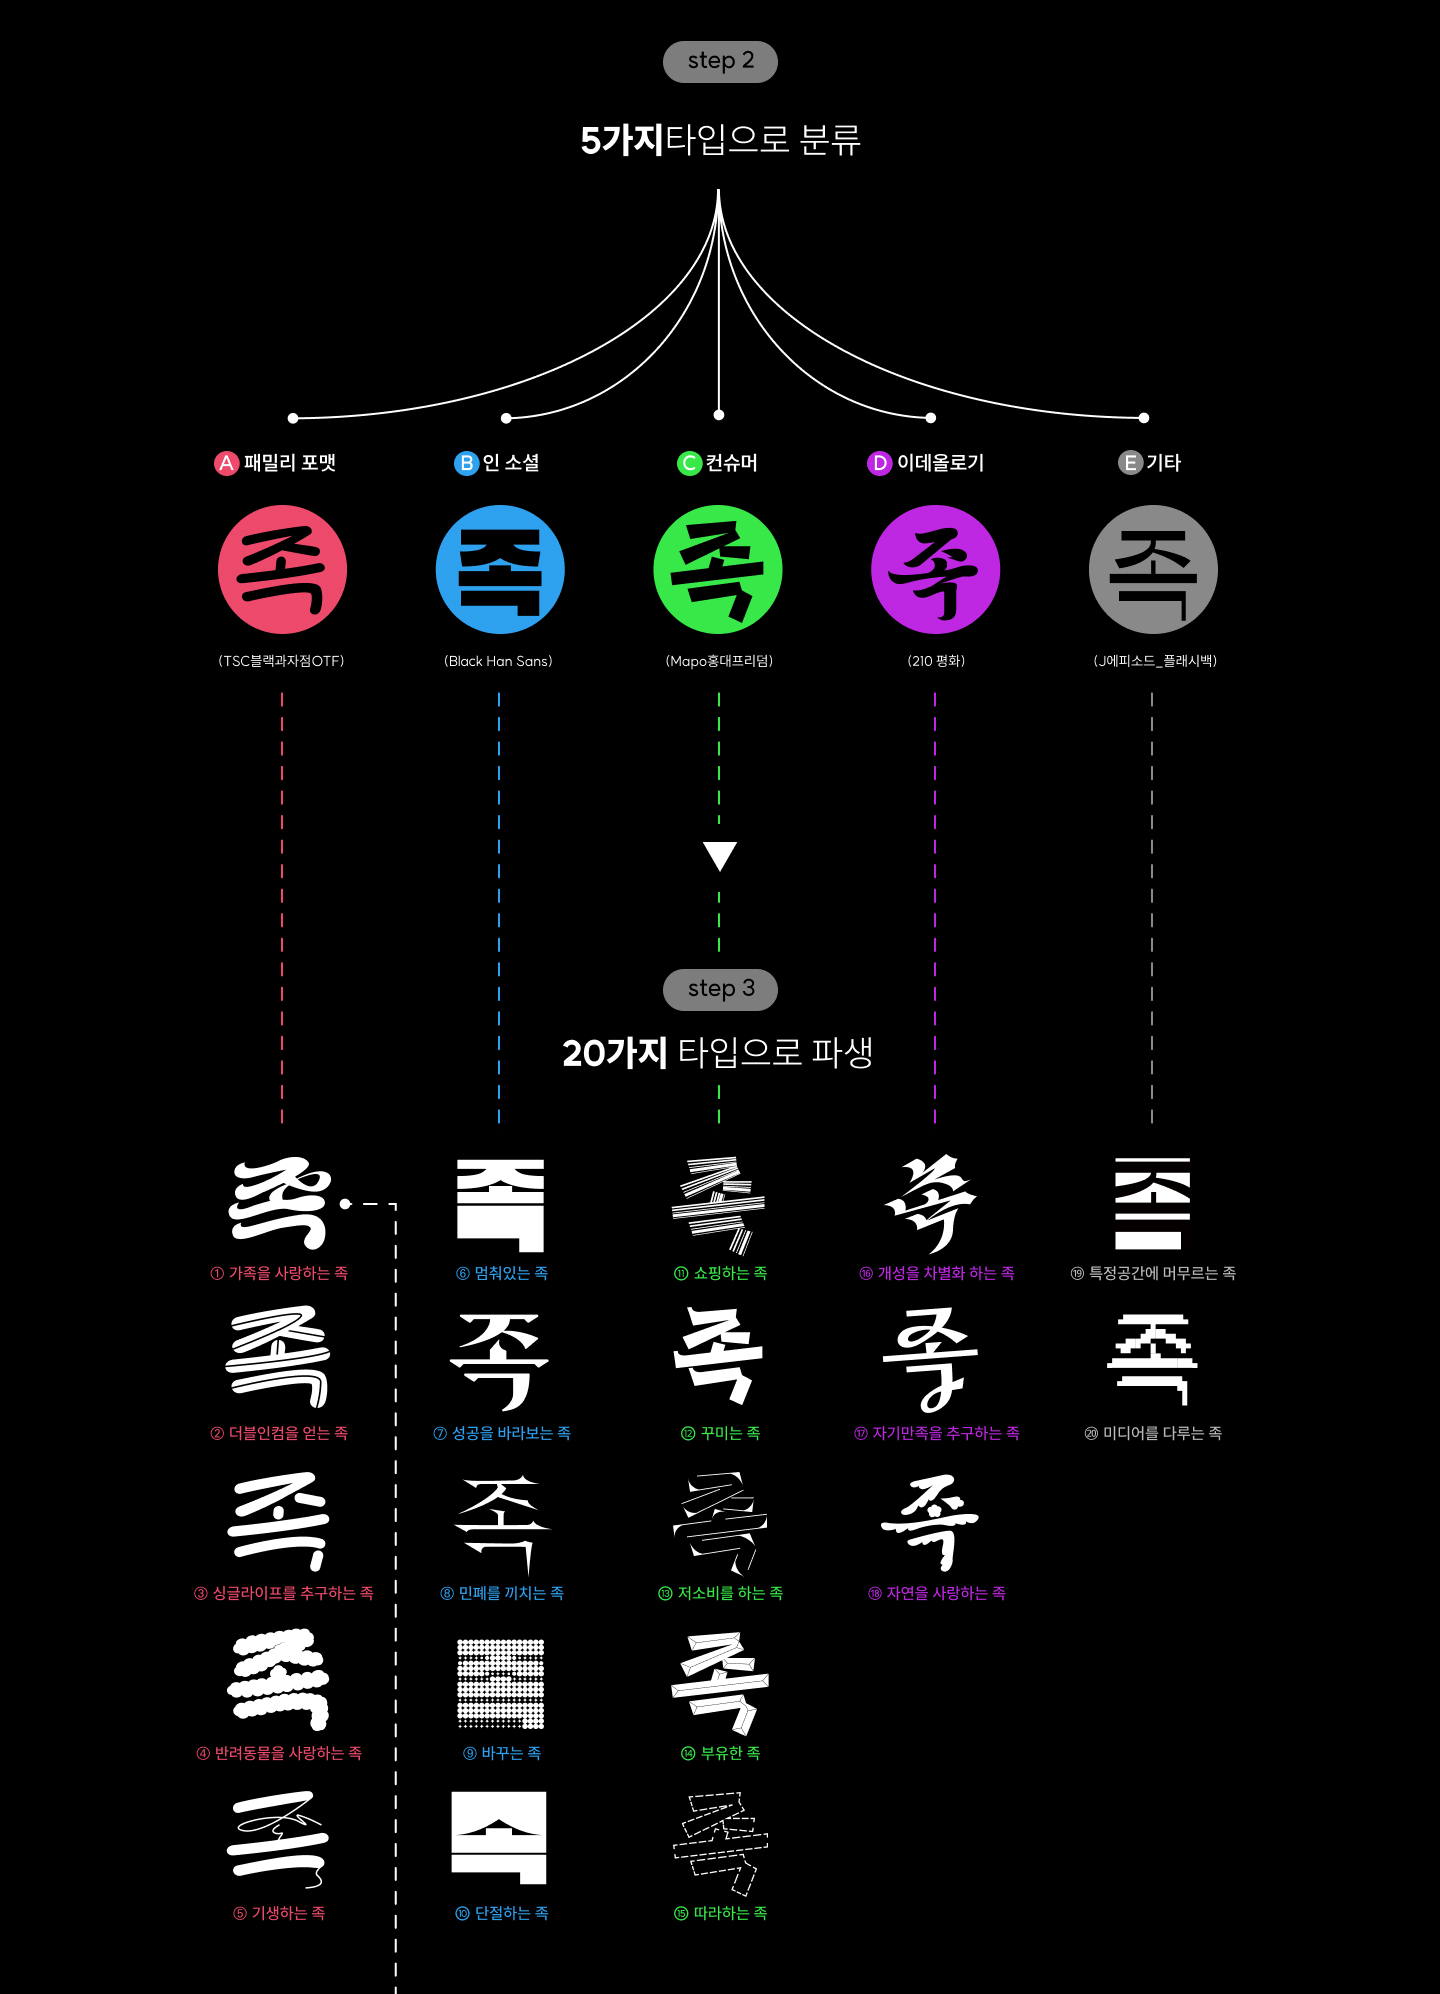 step 2
5가지타입으로 분류
A 패밀리 포맷
B 인 소셜
C 컨슈머
D 이데올로기
E 기타
족
족
족
족
족
(TSC블랙과자점OTF)
(Black Han Sans)
(Mapo홍대프리덤)
(210 평화)
(J에피소드_플래시백)
step 3
20가지 타입으로 파생
족
족
족
족
족
① 가족을 사랑하는 족
⑥ 멈춰있는 족
⑪ 쇼핑하는 족
⑯ 개성을 차별화 하는 족
⑲ 특정공간에 머무르는 족
족
족
족
족
족
② 더블인컴을 얻는 족
⑦ 성공을 바라보는 족
⑫ 꾸미는 족
⑰ 자기만족을 추구하는 족
⑳ 미디어를 다루는 족
족
족
족
족
③ 싱글라이프를 추구하는 족
⑧ 민폐를 끼치는 족
⑬ 저소비를 하는 족
⑱ 자연을 사랑하는 족
족
족
족
④ 반려동물을 사랑하는 족
⑨ 바꾸는 족
⑭ 부유한 족
족
족
족
⑤ 기생하는 족
⑩ 단절하는 족
⑮ 따라하는 족